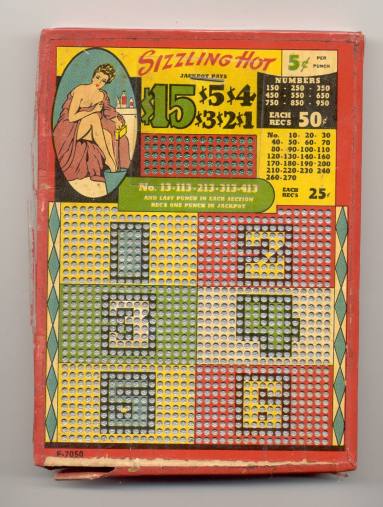 SIZZLING HOT
5¢ PER PUNCH
JACKPOT PAYS
$15 $5 $4
$3 $2 $1
NUMBERS
150 - 250 - 350
450 - 550 - 650
750 - 850 - 950
EACH REC'S 50¢
No. 10 - 20 - 30
40 - 50 - 60 - 70
80 - 90-100-110
120-130-140-160
170-180-190-200
210-220-230 240
260-270
EACH REC'S 25¢
No. 13-113-213-313-413
AND LAST PUNCH IN EACH SECTION
REC'S ONE PUNCH IN JACKPOT
1 2
3 4
5 6
F-7050